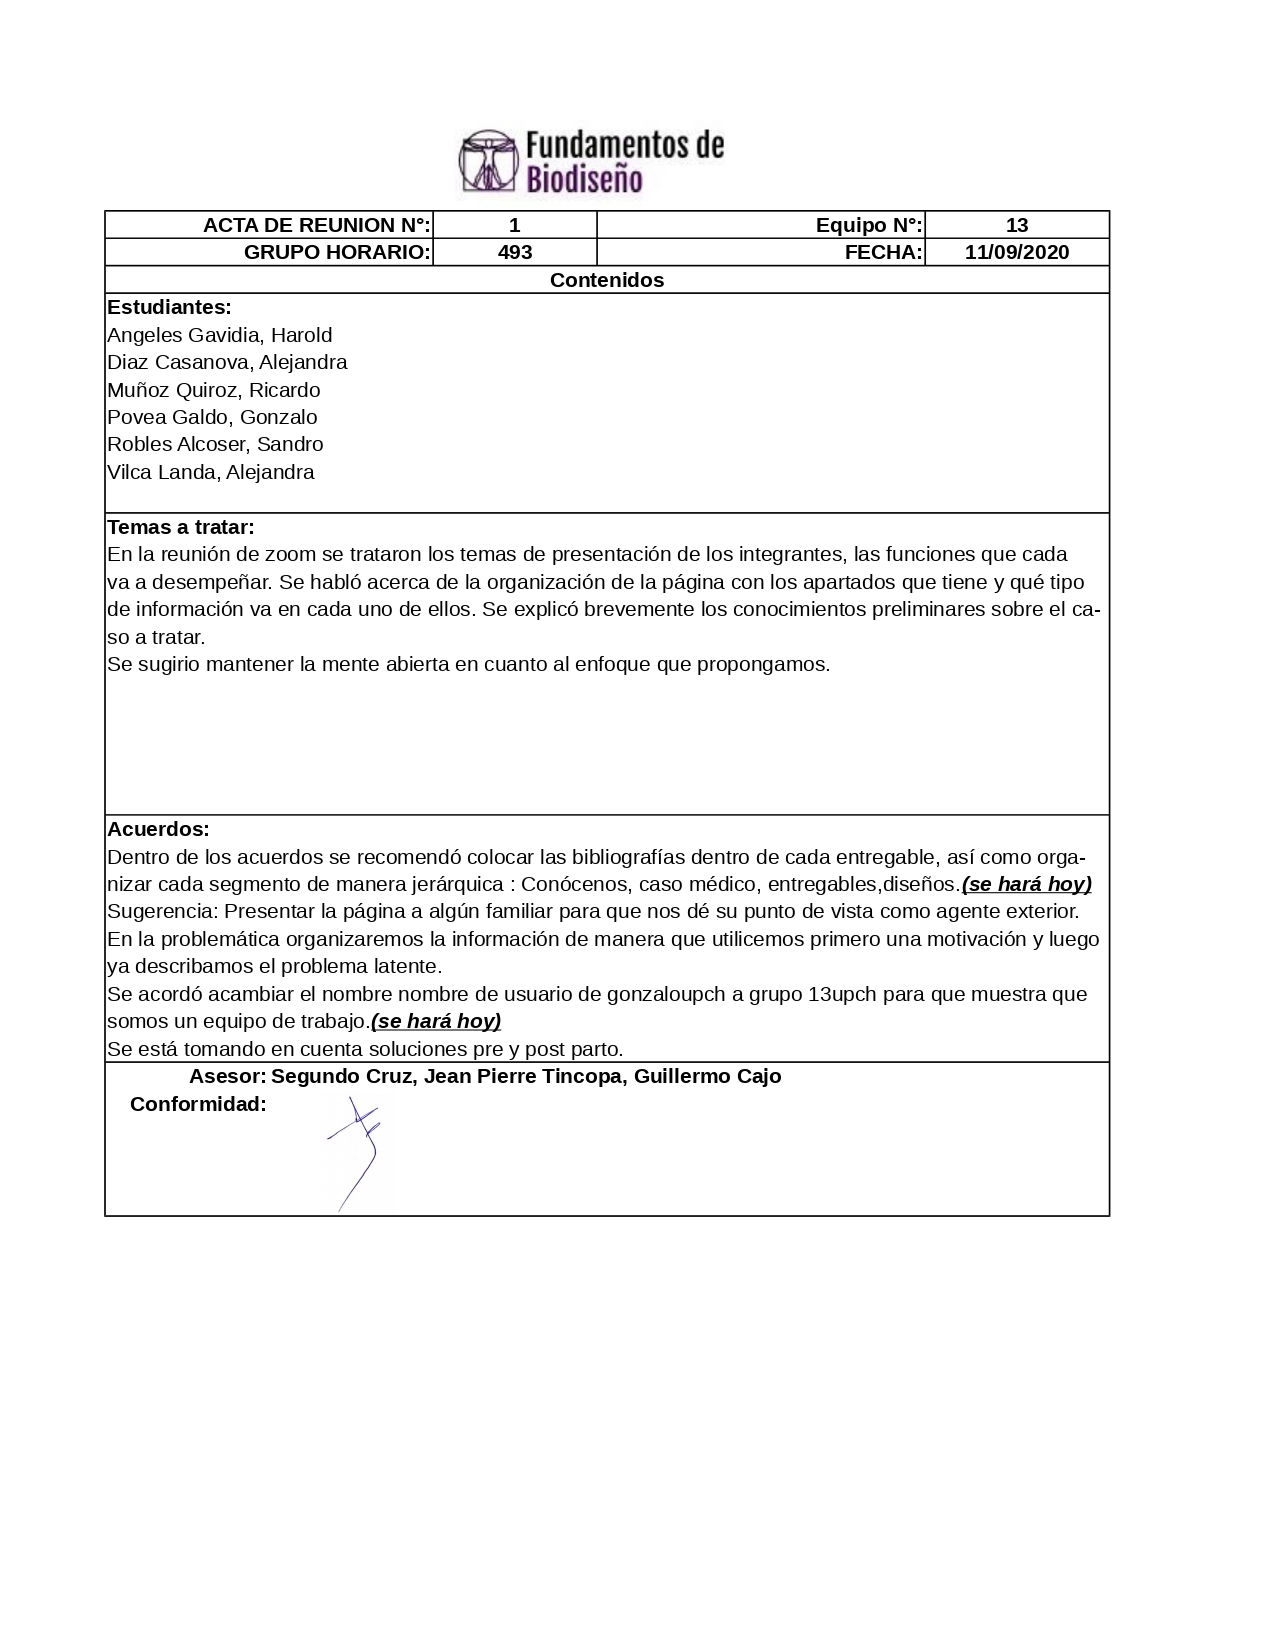 Fundamentos de
Biodiseño
ACTA DE REUNION N°: 1 Equipo N°: 13
GRUPO HORARIO: 493 FECHA: 11/09/2020
Contenidos
Estudiantes:
Angeles Gavidia, Harold
Diaz Casanova, Alejandra
Muñoz Quiroz, Ricardo
Povea Galdo, Gonzalo
Robles Alcoser, Sandro
Vilca Landa, Alejandra
Temas a tratar:
En la reunión de zoom se trataron los temas de presentación de los integrantes, las funciones que cada
va a desempeñar. Se habló acerca de la organización de la página con los apartados que tiene y qué tipo
de información va en cada uno de ellos. Se explicó brevemente los conocimientos preliminares sobre el ca-
so a tratar.
Se sugirio mantener la mente abierta en cuanto al enfoque que propongamos.
Acuerdos:
Dentro de los acuerdos se recomendó colocar las bibliografías dentro de cada entregable, así como orga-
nizar cada segmento de manera jerárquica : Conócenos, caso médico, entregables,diseños.(se hará hoy)
Sugerencia: Presentar la página a algún familiar para que nos dé su punto de vista como agente exterior.
En la problemática organizaremos la información de manera que utilicemos primero una motivación y luego
ya describamos el problema latente.
Se acordó acambiar el nombre nombre de usuario de gonzaloupch a grupo 13upch para que muestra que
somos un equipo de trabajo.(se hará hoy)
Se está tomando en cuenta soluciones pre y post parto.
Asesor: Segundo Cruz, Jean Pierre Tincopa, Guillermo Cajo
Conformidad: